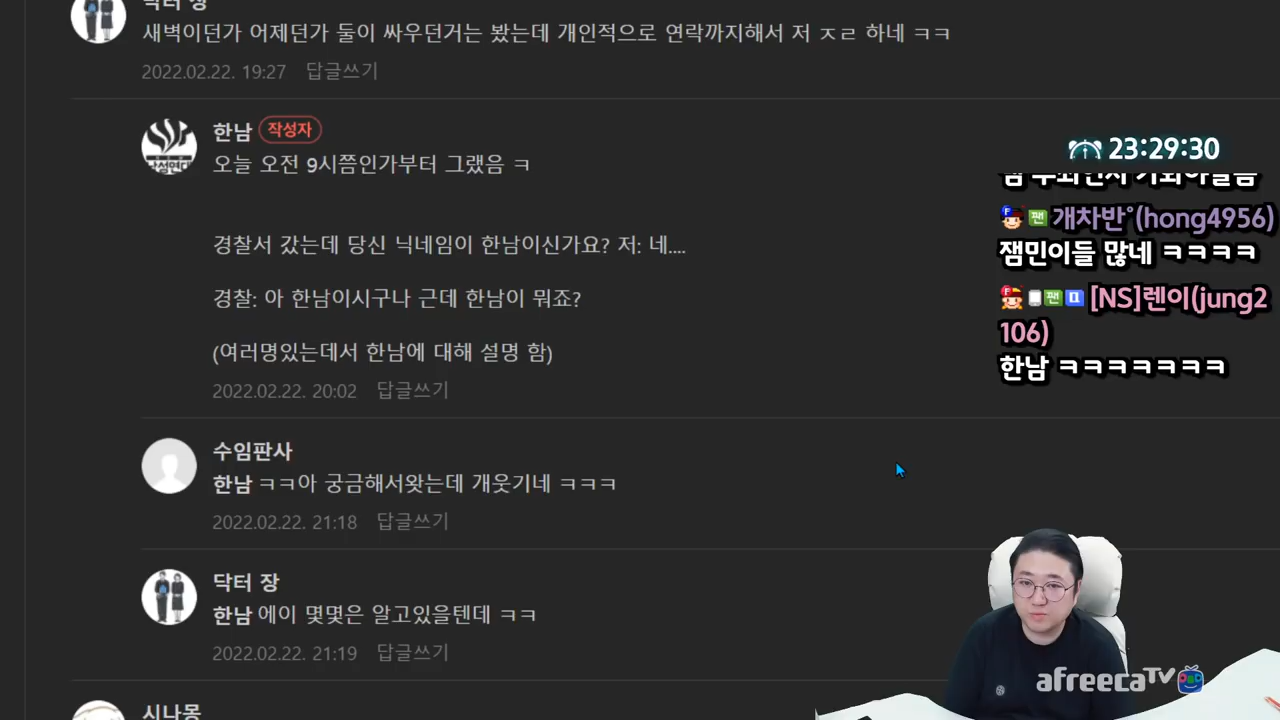 닥터 장
새벽이던가 어제던가 둘이 싸우던거는 봤는데 개인적으로 연락까지해서 저 ㅈㄹ 하네 ㅋㅋ
2022.02.22. 19:27 답글쓰기
한남 작성자
오늘 오전 9시쯤인가부터 그랬음 ㅋ
경찰서 갔는데 당신 닉네임이 한남이신가요? 저: 네....
경찰: 아 한남이시구나 근데 한남이 뭐죠?
(여러명있는데서 한남에 대해 설명 함)
2022.02.22. 20:02 답글쓰기
수임판사
한남 ㅋㅋ아 궁금해서왓는데 개웃기네 ㅋㅋㅋ
2022.02.22. 21:18 답글쓰기
닥터 장
한남 에이 몇몇은 알고있을텐데 ㅋㅋ
2022.02.22. 21:19 답글쓰기
시나몽
23:29:30
팬 개차반°(hong4956)
잼민이들 많네 ㅋㅋㅋㅋ
팬 [NS]렌이(jung2
106)
한남 ㅋㅋㅋㅋㅋㅋㅋ
afreecaTV